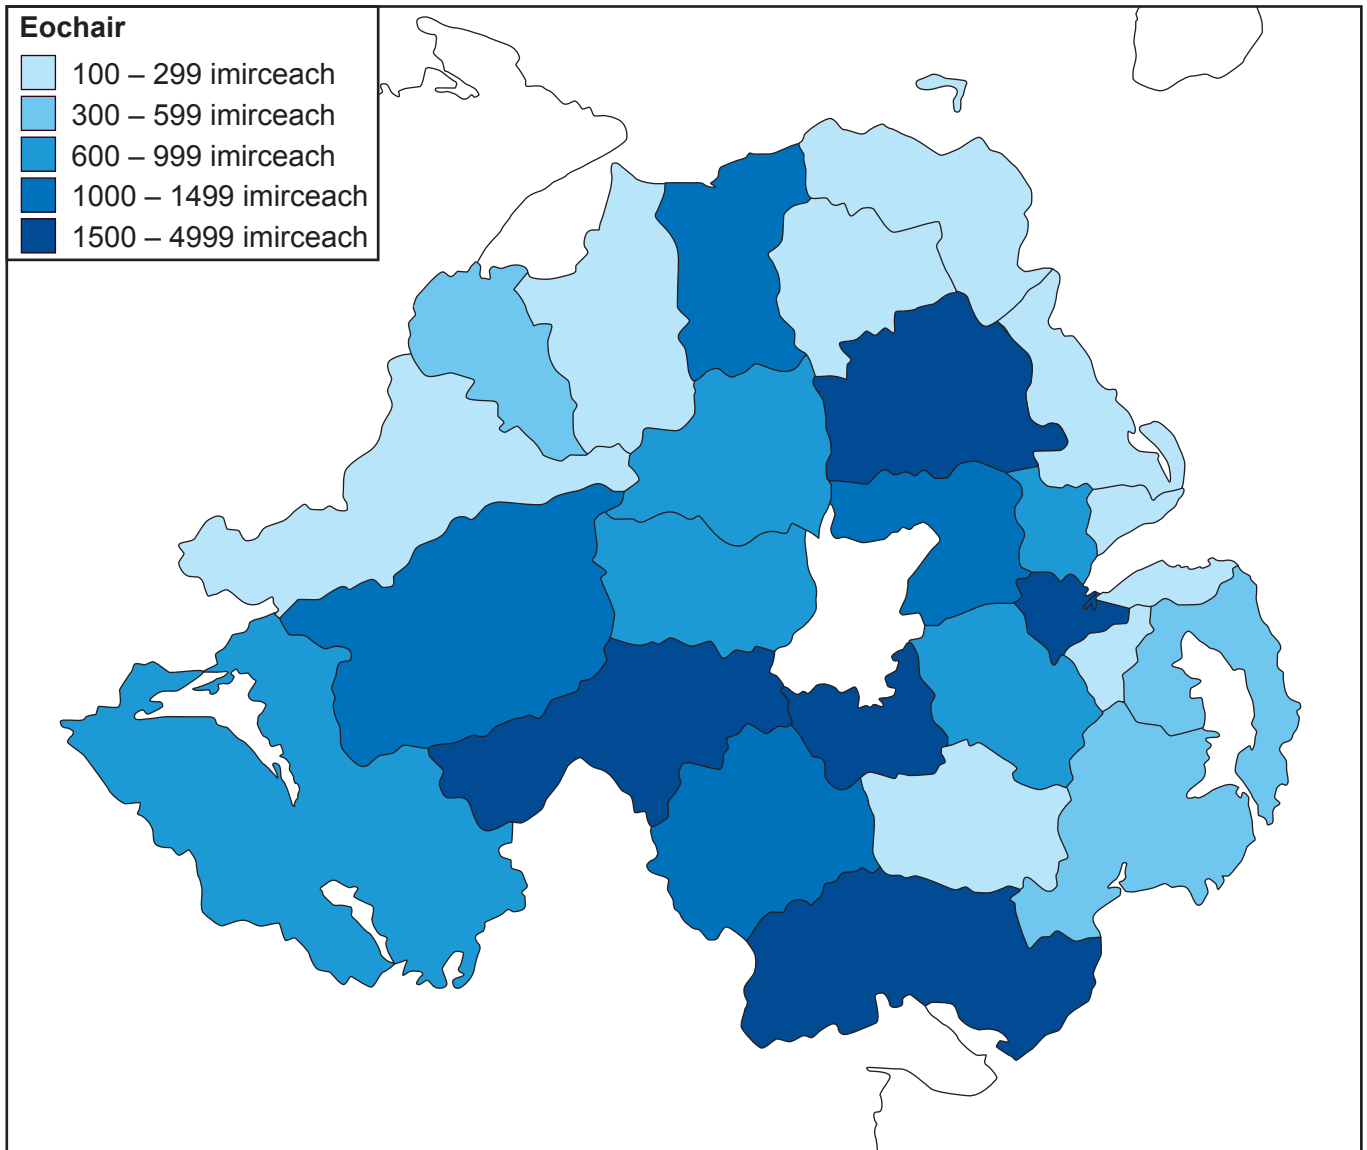 Eochair
100 – 299 imirceach
300 – 599 imirceach
600 – 999 imirceach
1000 – 1499 imirceach
1500 – 4999 imirceach